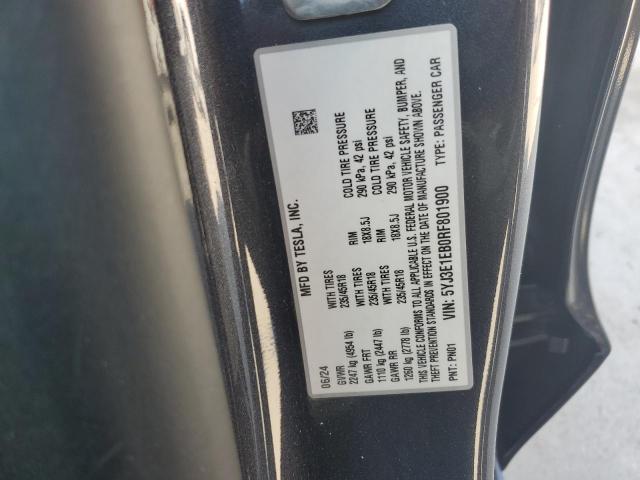 MFD BY TESLA, INC.
06/24
GVWR WITH TIRES RIM COLD TIRE PRESSURE
2247 kg (4954 lb) 235/45R18 18X8.5J 290 kPa, 42 psi
GAWR FRT WITH TIRES RIM COLD TIRE PRESSURE
1110 kg (2447 lb) 235/45R18 18X8.5J 290 kPa, 42 psi
GAWR RR WITH TIRES
1260 kg (2778 lb) 235/45R18
THIS VEHICLE CONFORMS TO ALL APPLICABLE U.S. FEDERAL MOTOR VEHICLE SAFETY, BUMPER, AND
THEFT PREVENTION STANDARDS IN EFFECT ON THE DATE OF MANUFACTURE SHOWN ABOVE.
VIN: 5YJ3E1EB0RF801900
PNT: PN01 TYPE: PASSENGER CAR